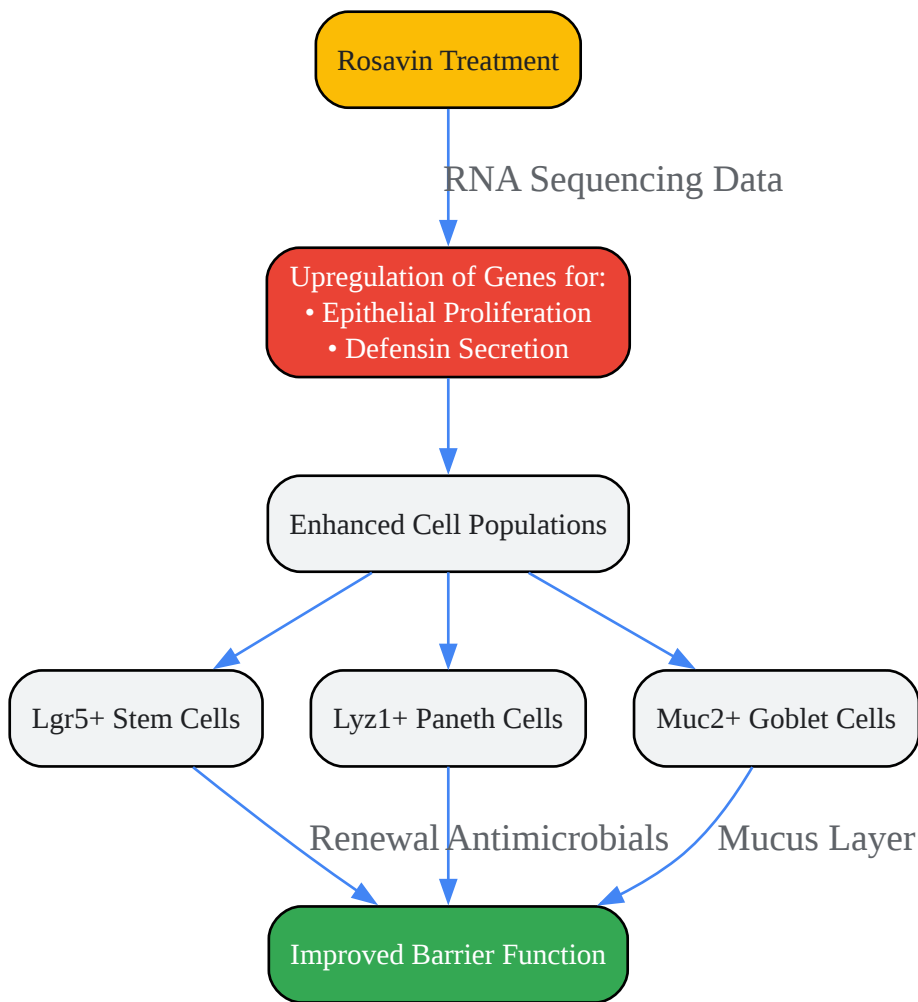 Rosavin Treatment
RNA Sequencing Data
Upregulation of Genes for:
• Epithelial Proliferation
• Defensin Secretion
Enhanced Cell Populations
Lgr5+ Stem Cells
Lyz1+ Paneth Cells
Muc2+ Goblet Cells
Renewal
Antimicrobials
Mucus Layer
Improved Barrier Function